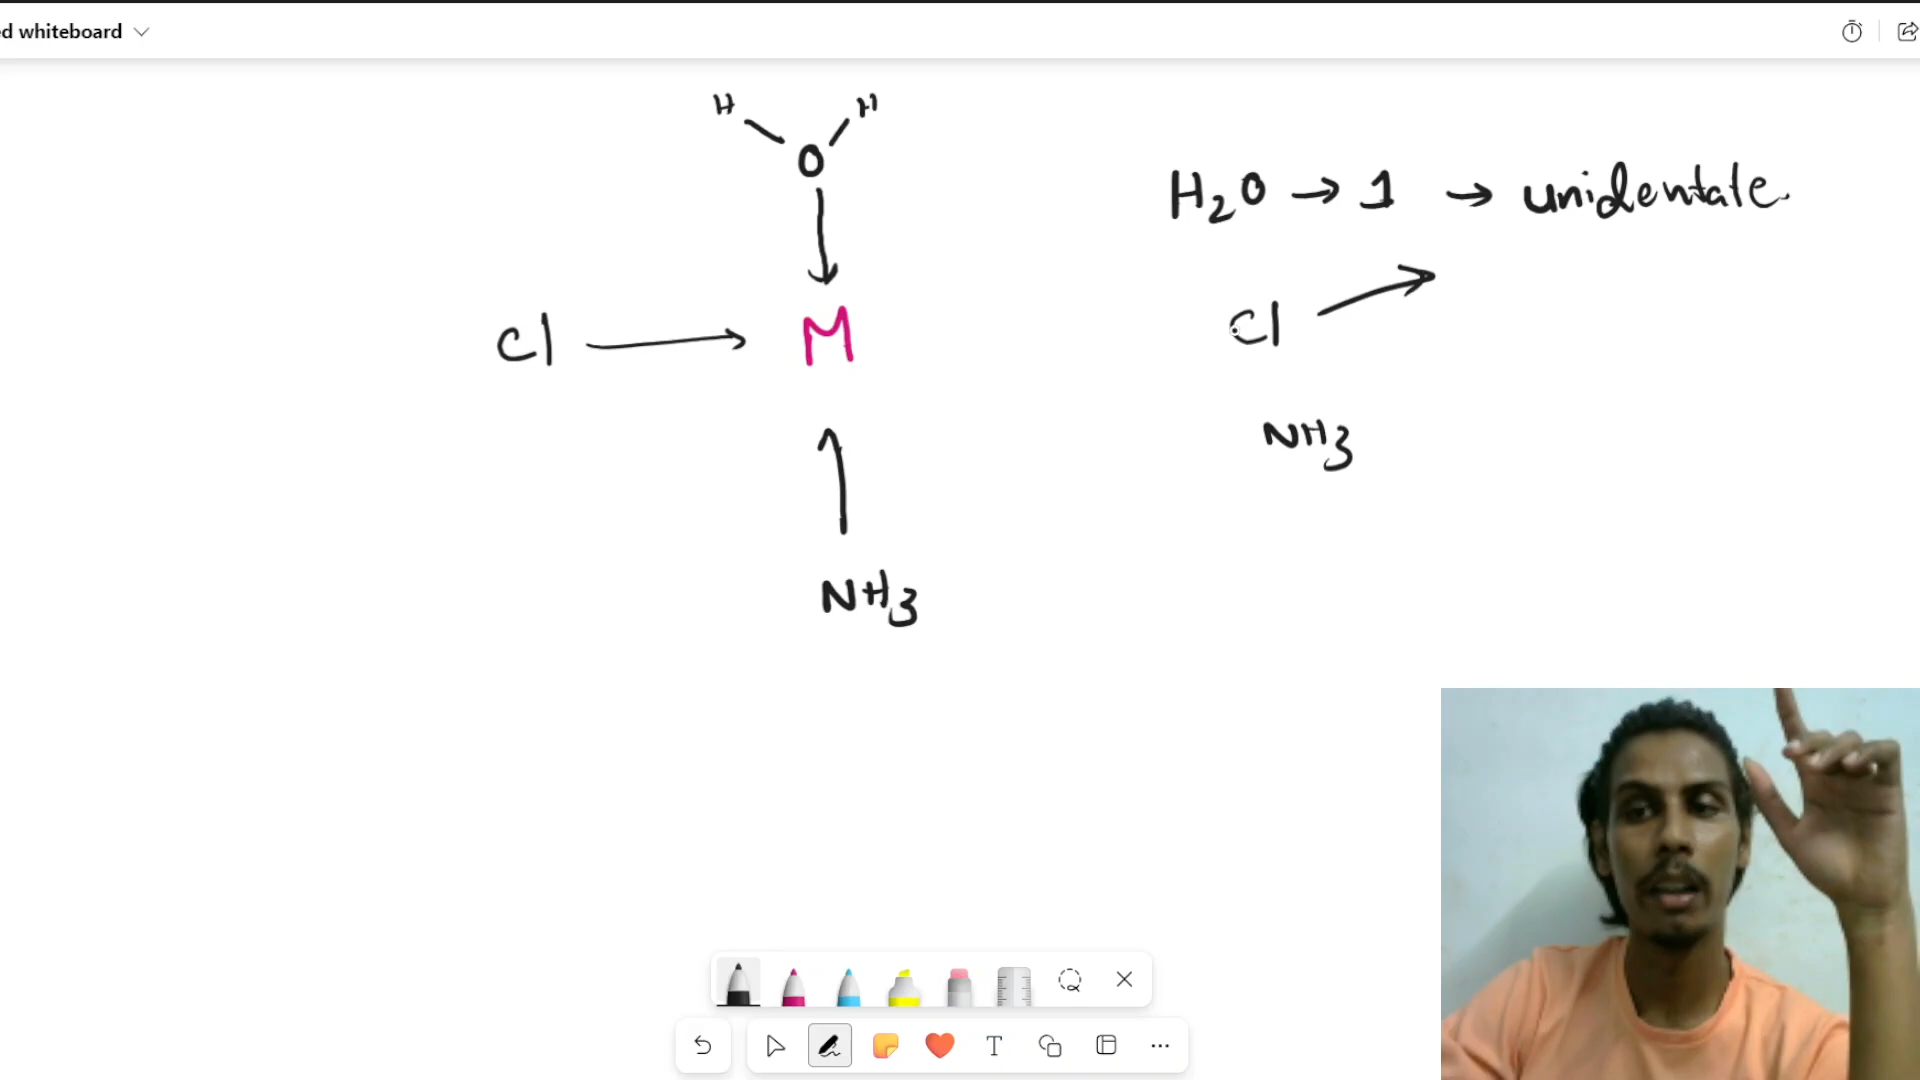 d whiteboard
H H
O
H2O → 1 → unidentate
Cl → M
Cl →
NH3
NH3
T